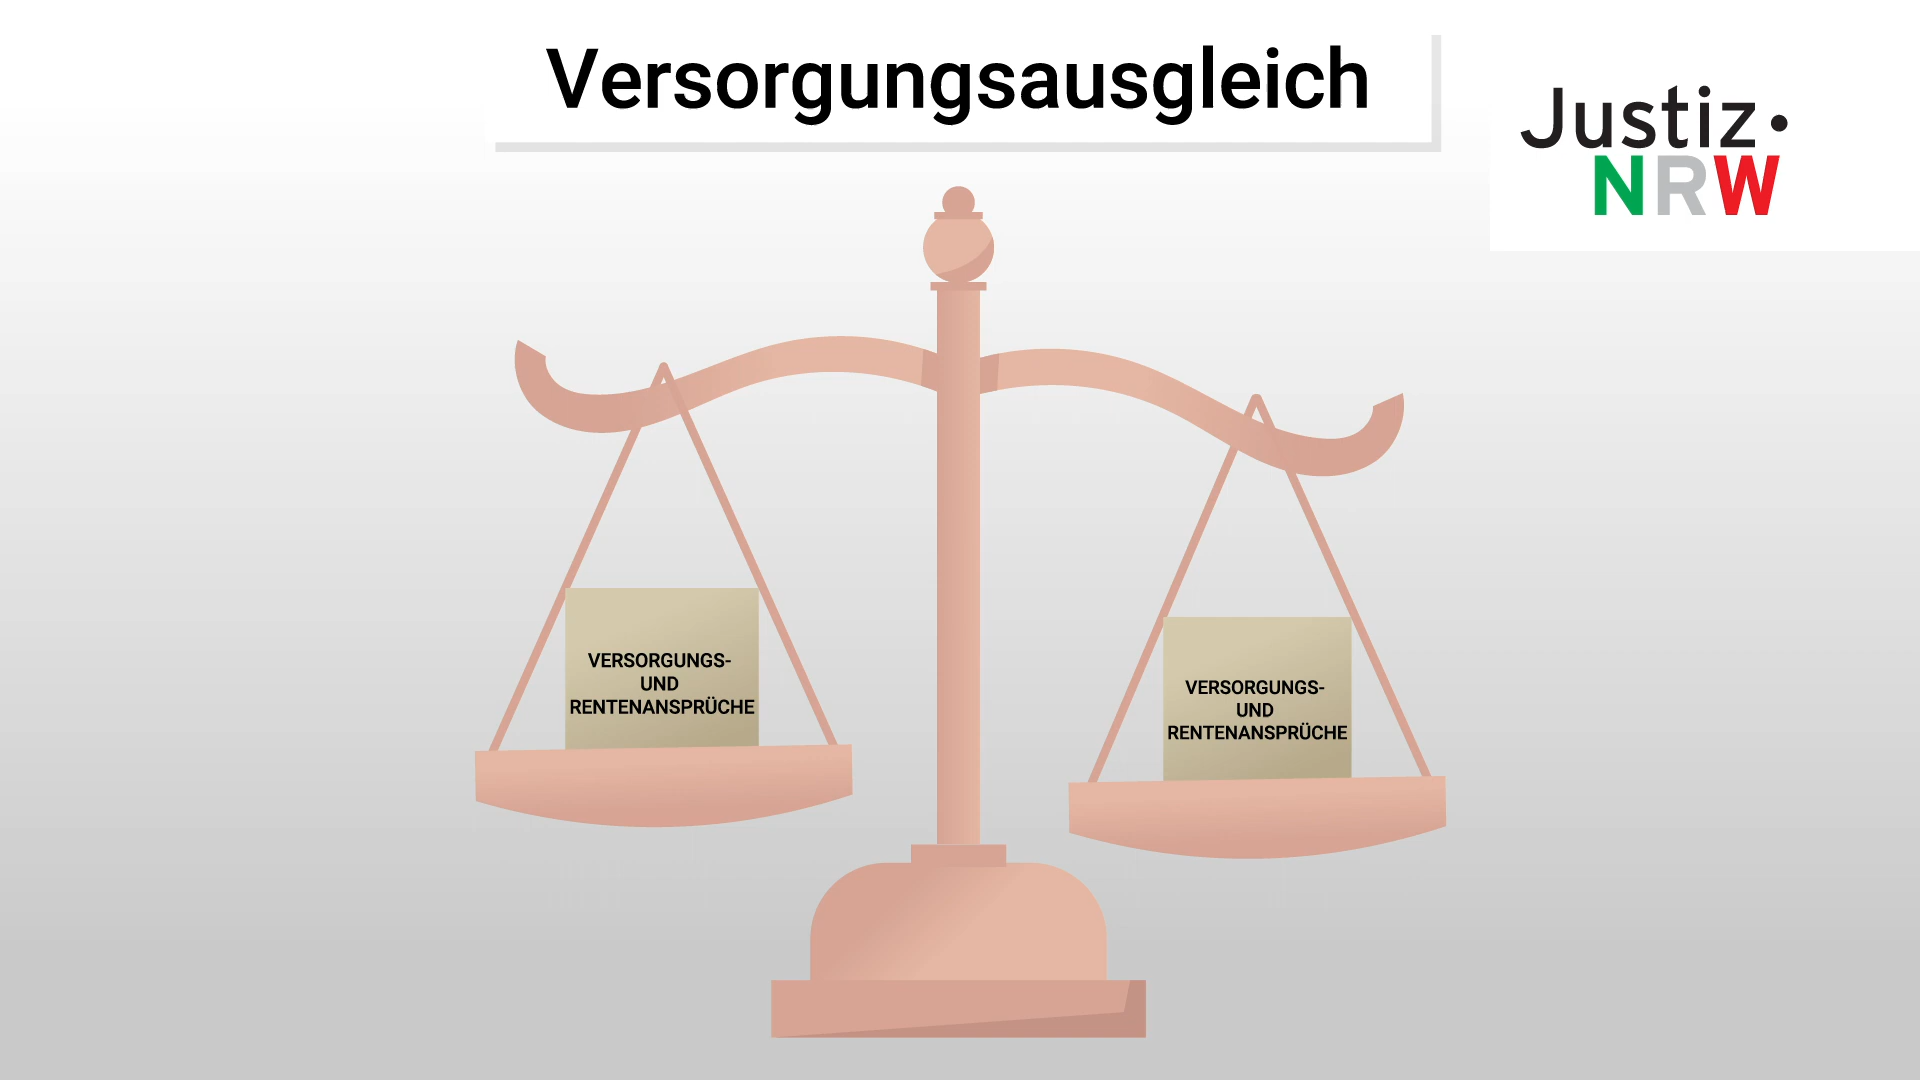 Versorgungsausgleich
Justiz.
NRW
VERSORGUNGS-
UND
RENTENANSPRÜCHE
VERSORGUNGS-
UND
RENTENANSPRÜCHE